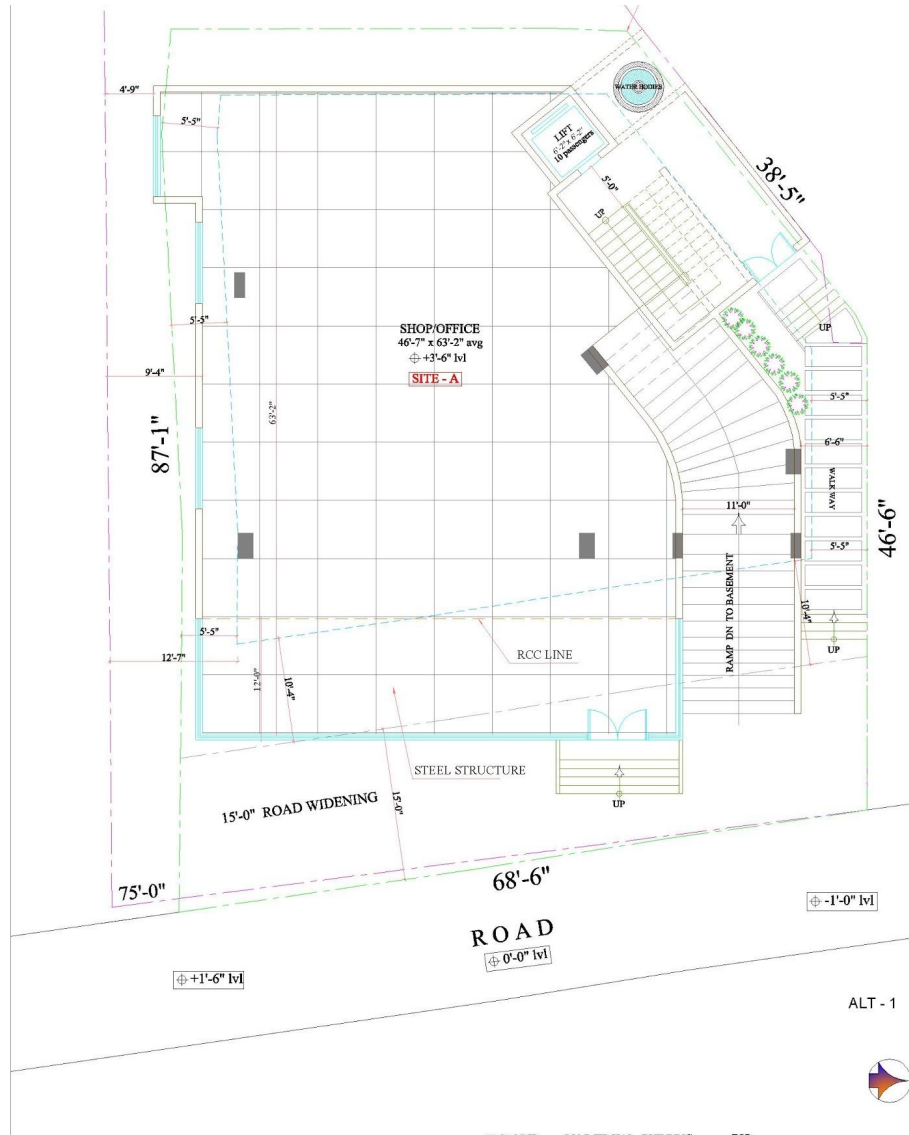 4'-9"
5'-5"
WATER BODIES
LIFT
6'-2" x 6'-2"
10 passengers
5'-0"
UP
38'-5"
UP
5'-5"
9'-4"
87'-1"
63'-2"
SHOP/OFFICE
46'-7" x 63'-2" avg
+3'-6" lvl
SITE - A
5'-5"
6'-6"
WALK WAY
46'-6"
11'-0"
5'-5"
RAMP DN TO BASEMENT
10'-4"
UP
5'-5"
12'-7"
12'-0"
10'-4"
RCC LINE
STEEL STRUCTURE
UP
15'-0" ROAD WIDENING
15'-0"
75'-0"
68'-6"
ROAD
0'-0" lvl
-1'-0" lvl
+1'-6" lvl
ALT - 1